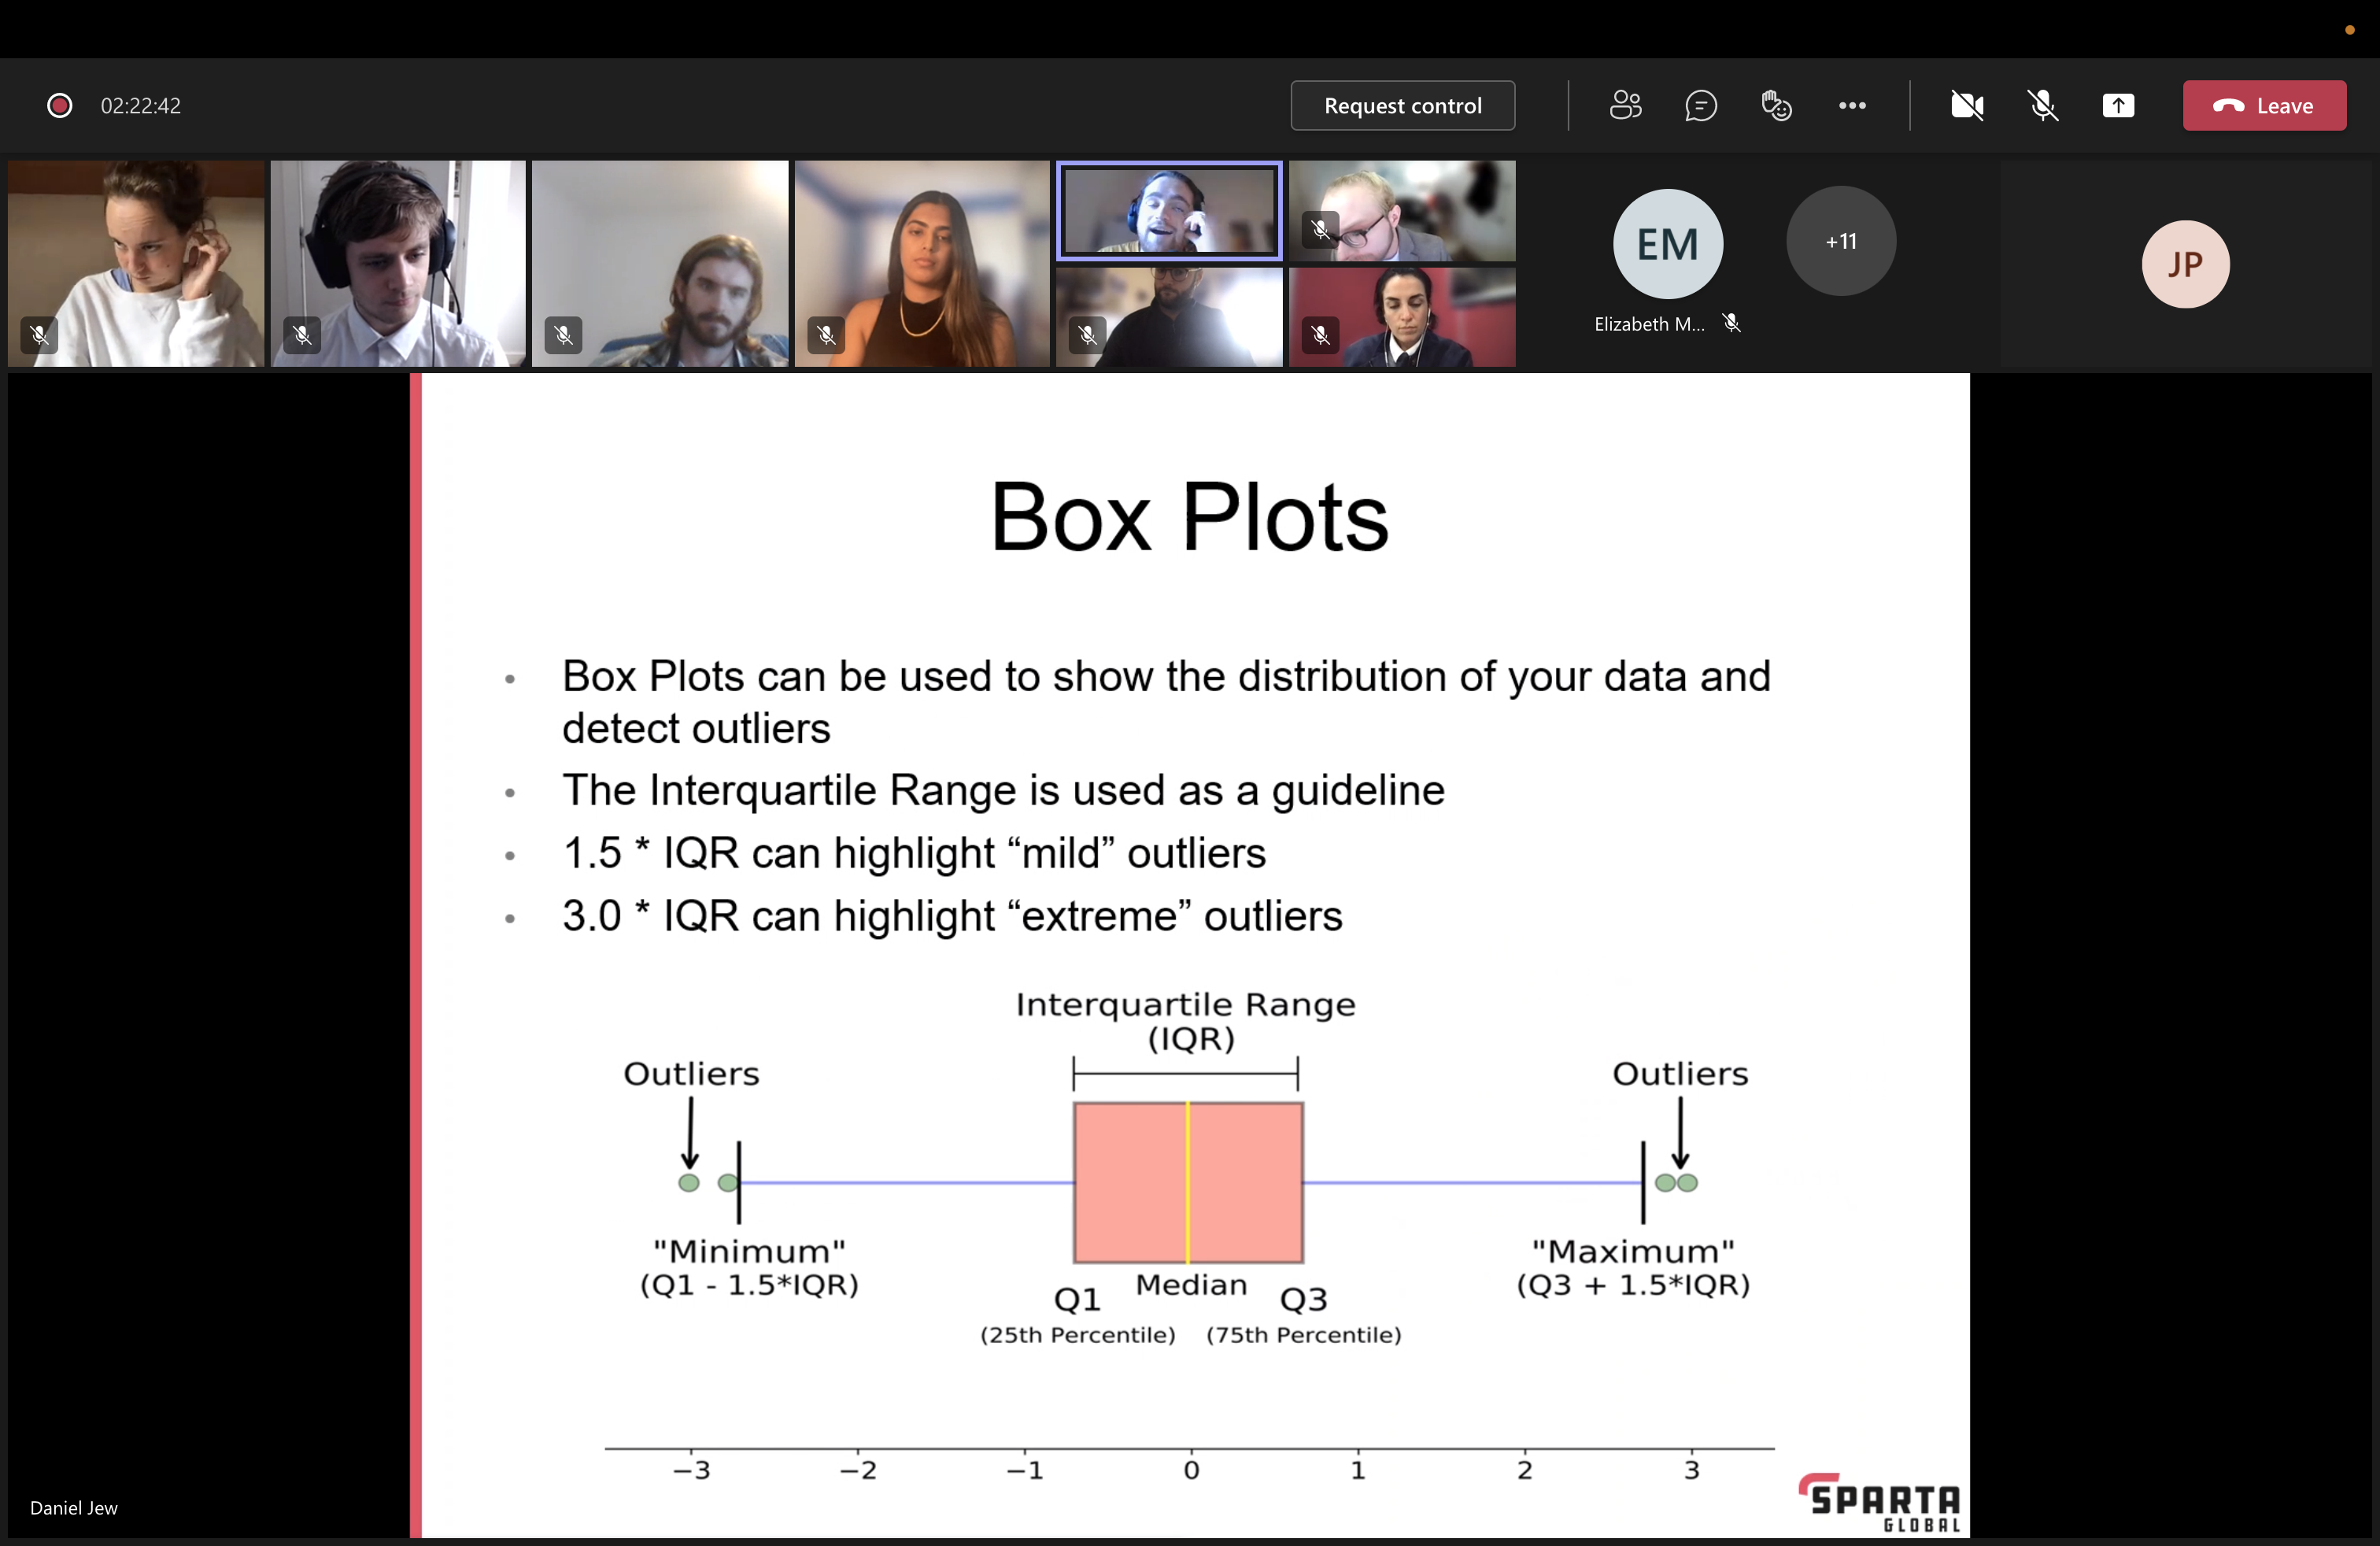 02:22:42
Request control
Leave
EM
+11
JP
Elizabeth M...
Box Plots
Box Plots can be used to show the distribution of your data and
detect outliers
The Interquartile Range is used as a guideline
1.5 * IQR can highlight “mild” outliers
3.0 * IQR can highlight “extreme” outliers
Interquartile Range
(IQR)
Outliers
Outliers
"Minimum"
(Q1 - 1.5*IQR)
"Maximum"
(Q3 + 1.5*IQR)
Q1
Median
Q3
(25th Percentile)
(75th Percentile)
−3
−2
−1
0
1
2
3
Daniel Jew
SPARTA
GLOBAL